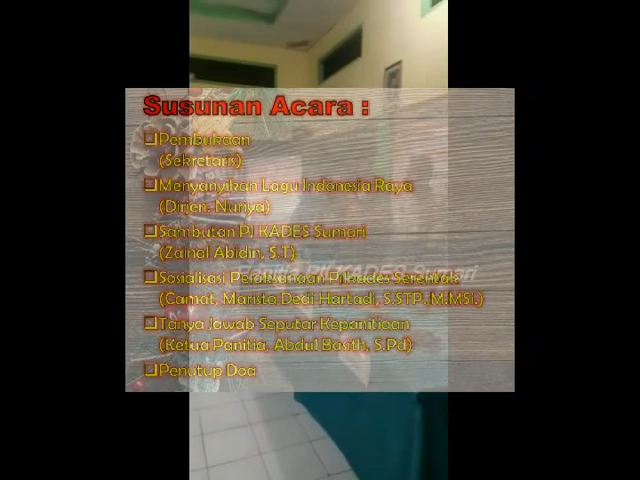 Susunan Acara :
Pembukaan
(Sekretaris)
Menyanyikan Lagu Indonesia Raya
(Dirjen. Nuriya)
Sambutan PJ KADES Sumari
(Zainal Abidin, S.T)
Sosialisasi Pelaksanaan Pilkades Serentak
(Camat, Marista Dedi Hartadi, S.STP, M.MSi.)
Tanya Jawab Seputar Kepanitiaan
(Ketua Panitia, Abdul Basith, S.Pd)
Penutup Doa